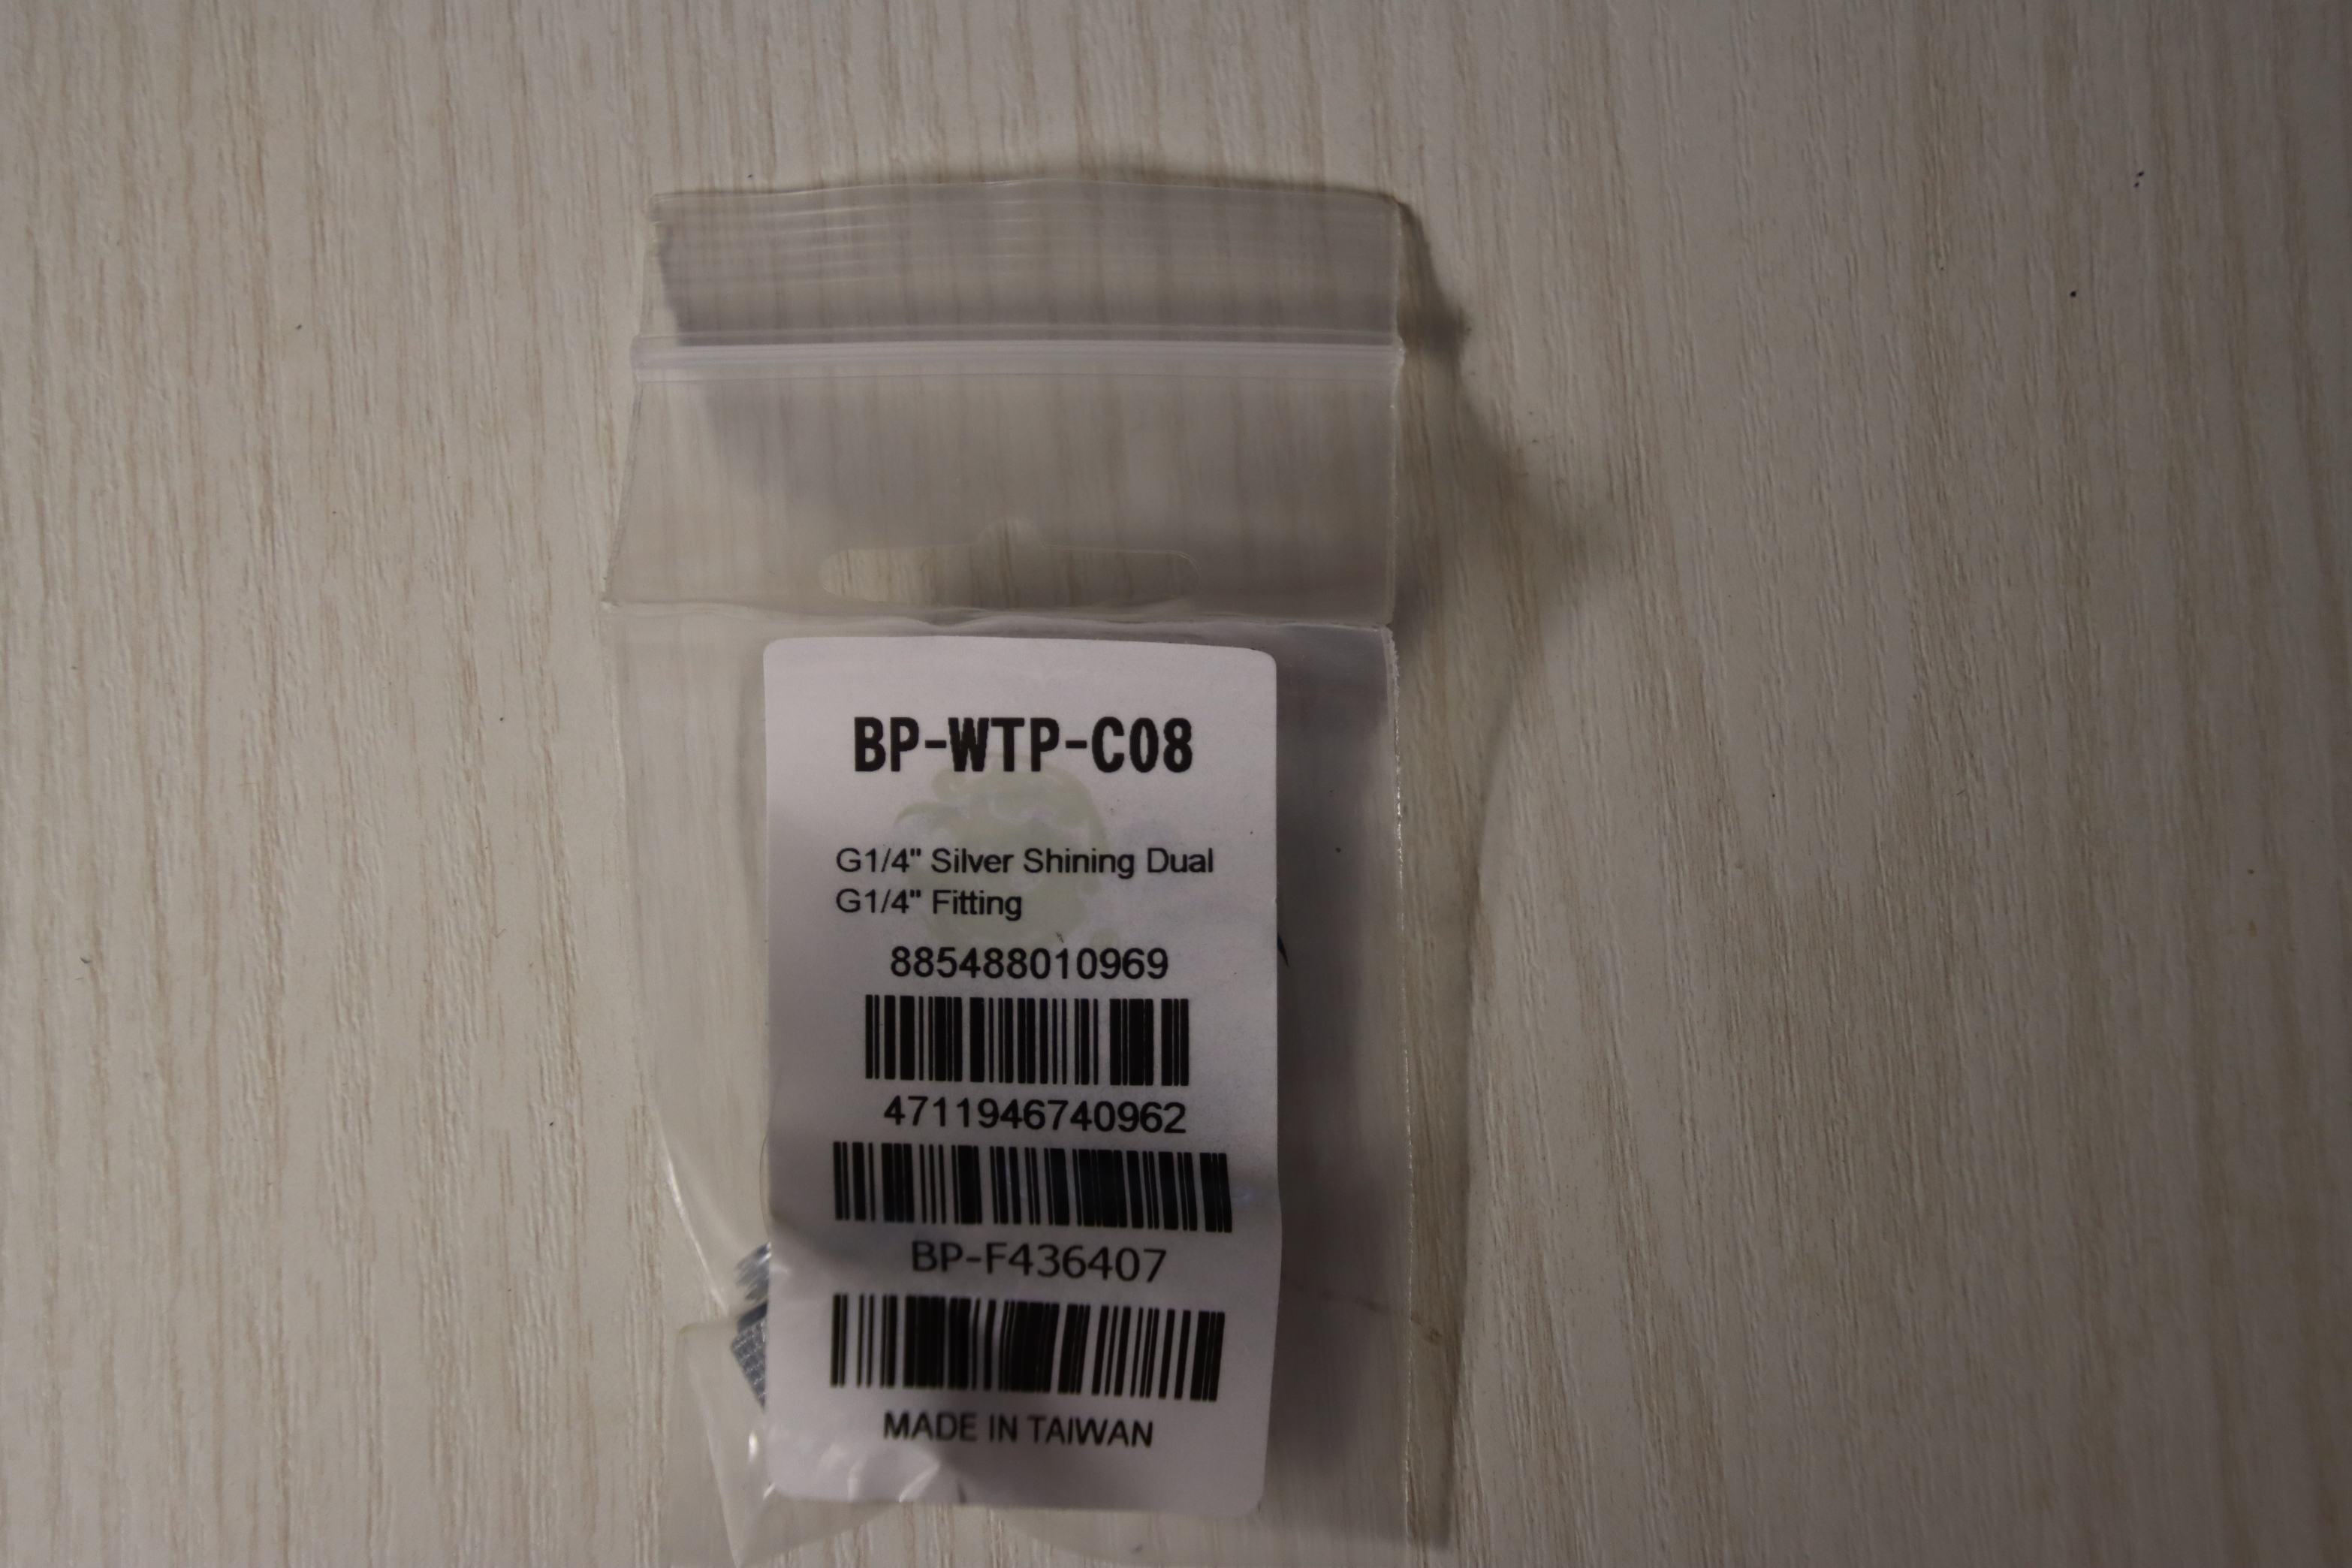 BP-WTP-C08
G1/4" Silver Shining Dual
G1/4" Fitting
885488010969
4711946740962
BP-F436407
MADE IN TAIWAN